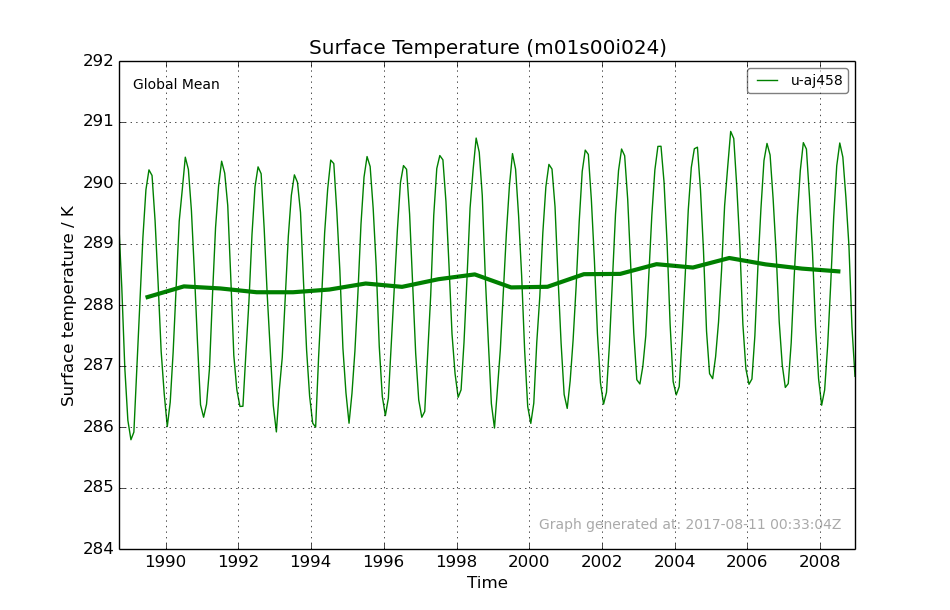 Surface Temperature (m01s00i024)
292
Global Mean
u-aj458
291
290
289
288
287
286
285
284
Surface temperature / K
Graph generated at: 2017-08-11 00:33:04Z
1990 1992 1994 1996 1998 2000 2002 2004 2006 2008
Time